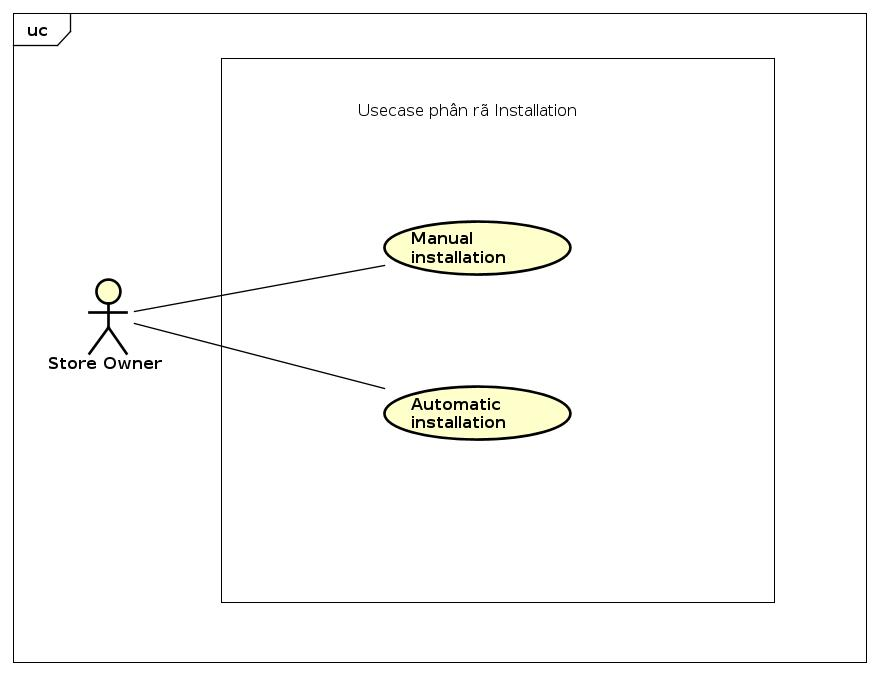 uc
Usecase phân rã Installation
Manual
installation
Store Owner
Automatic
installation